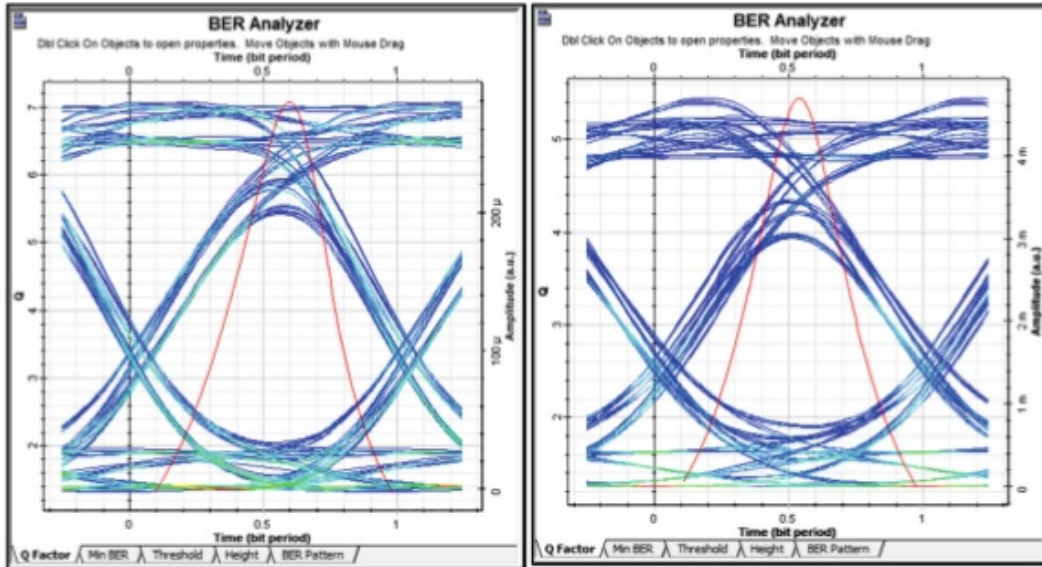 BER Analyzer
Dbl Click On Objects to open properties. Move Objects with Mouse Drag
Time (bit period)
0 0.5 1
7
6
5
4
3
2
Q
200 µ
100 µ
0
Amplitude (a.u.)
0 0.5 1
Time (bit period)
Q Factor Min BER Threshold Height BER Pattern
BER Analyzer
Dbl Click On Objects to open properties. Move Objects with Mouse Drag
Time (bit period)
0 0.5 1
5
4
3
2
Q
4 m
3 m
2 m
1 m
0
Amplitude (a.u.)
0 0.5 1
Time (bit period)
Q Factor Min BER Threshold Height BER Pattern